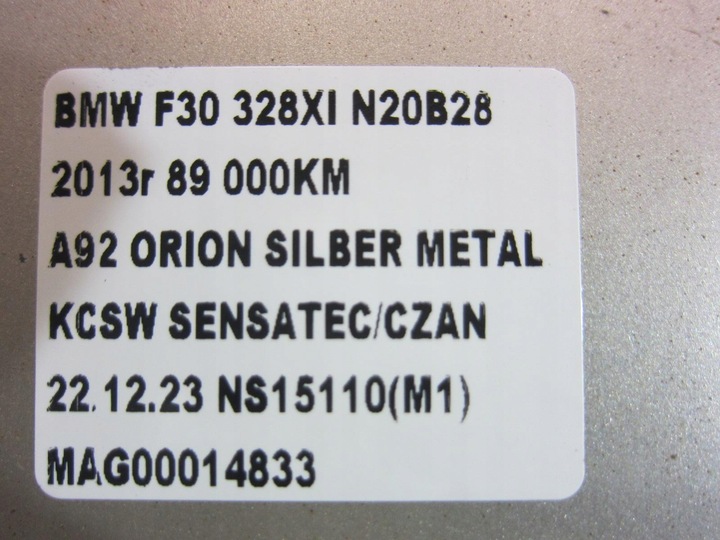 BMW F30 328XI N20B28
2013r 89 000KM
A92 ORION SILBER METAL
KCSW SENSATEC/CZAN
22.12.23 NS15110(M1)
MAG00014833